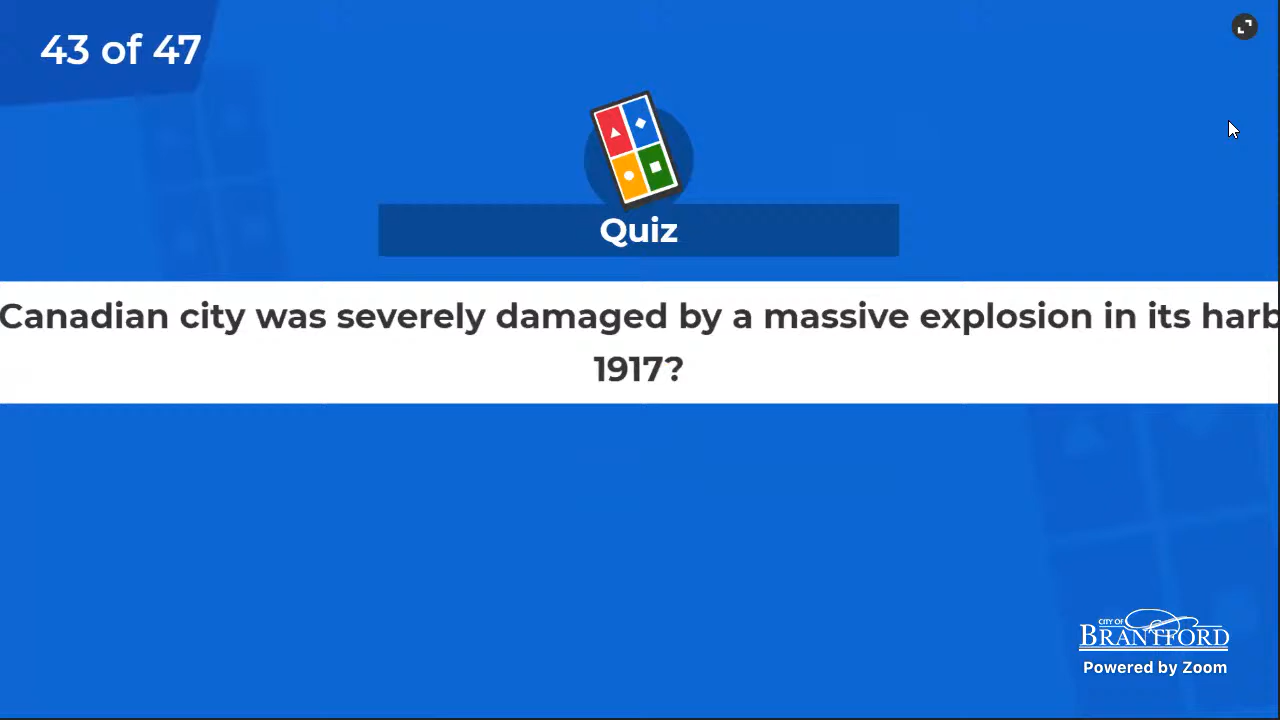 43 of 47
Quiz
Canadian city was severely damaged by a massive explosion in its harb
1917?
CITY OF
BRANTFORD
Powered by Zoom